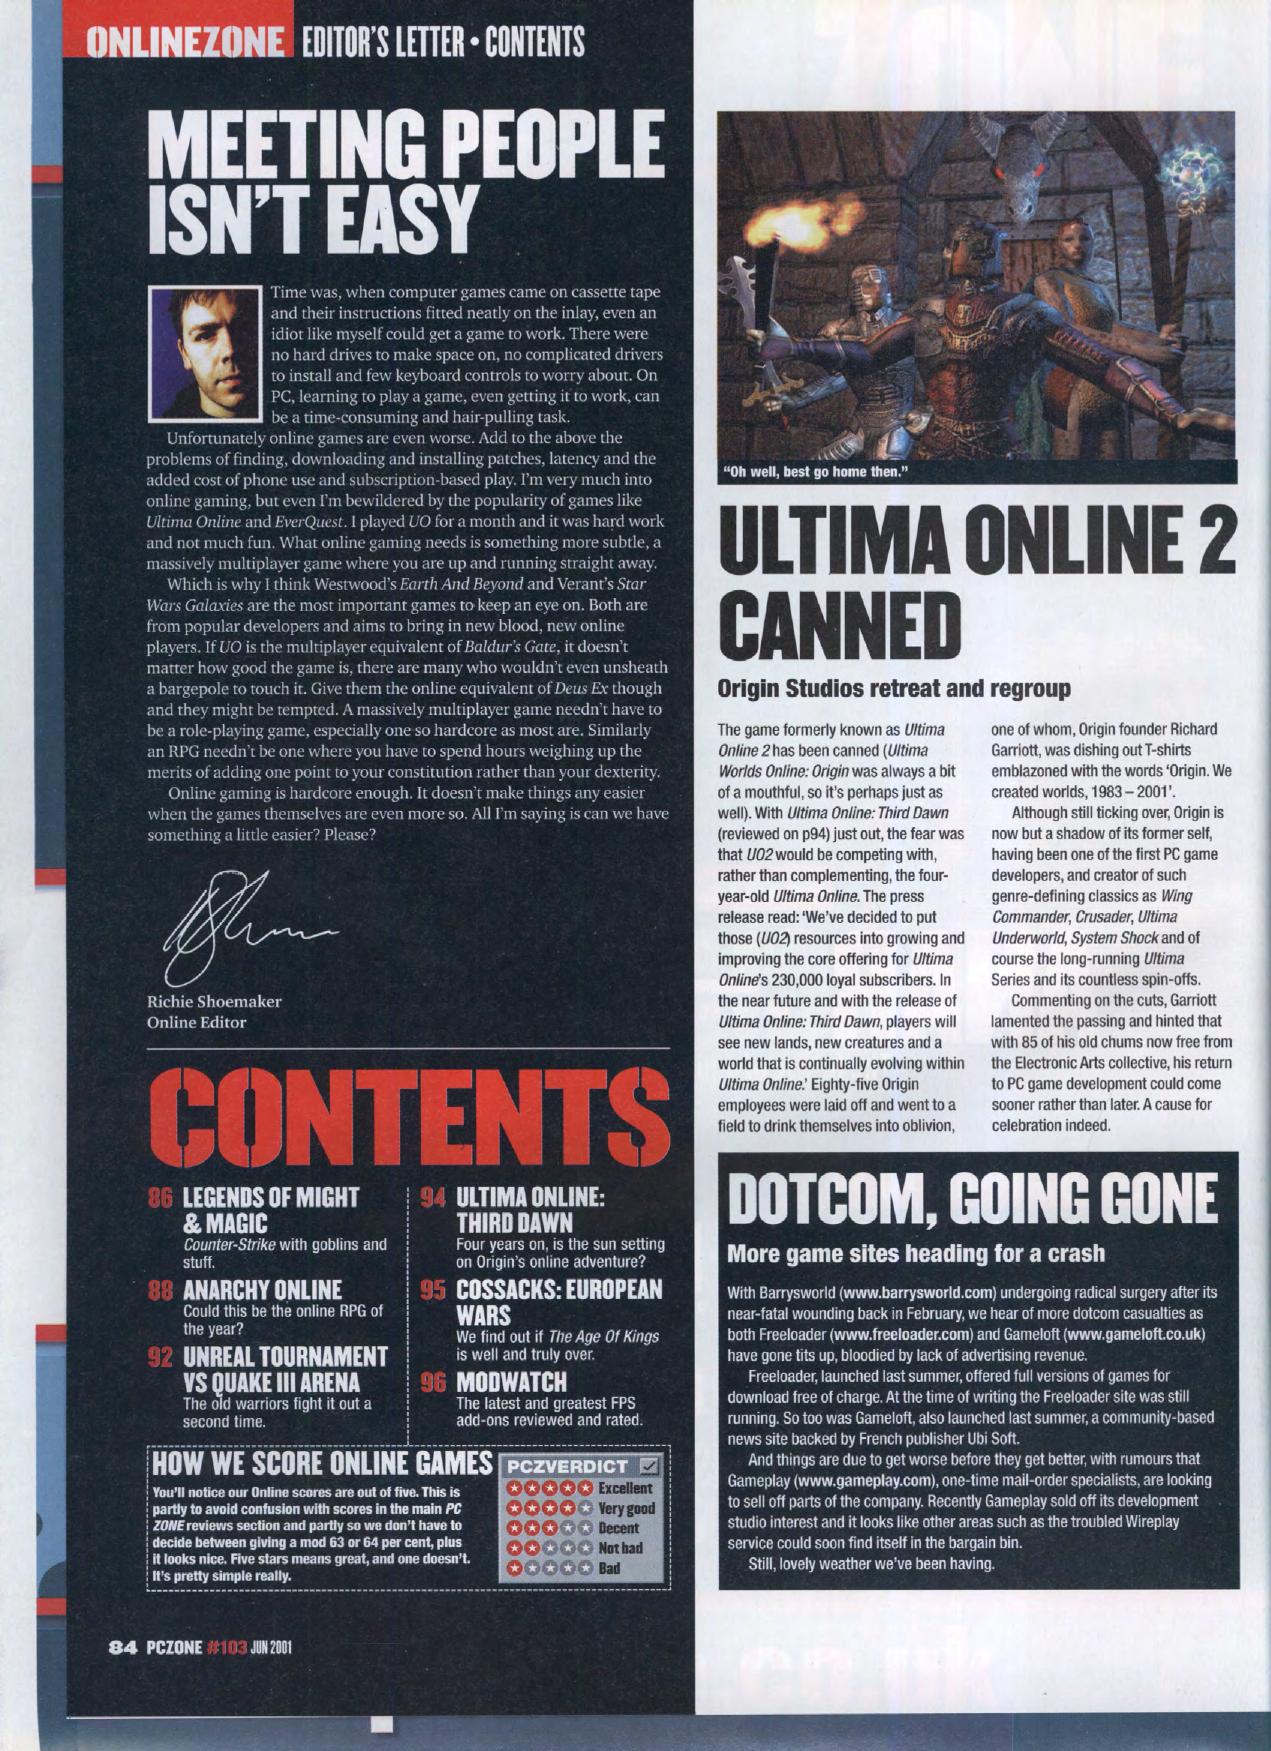 ONLINEZONE EDITOR'S LETTER • CONTENTS
MEETING PEOPLE
ISN'T EASY
Time was, when computer games came on cassette tape
and their instructions fitted neatly on the inlay, even an
idiot like myself could get a game to work. There were
no hard drives to make space on, no complicated drivers
to install and few keyboard controls to worry about. On
PC, learning to play a game, even getting it to work, can
be a time-consuming and hair-pulling task.
Unfortunately online games are even worse. Add to the above the
problems of finding, downloading and installing patches, latency and the
added cost of phone use and subscription-based play. I'm very much into
online gaming, but even I'm bewildered by the popularity of games like
Ultima Online and EverQuest. I played UO for a month and it was hard work
and not much fun. What online gaming needs is something more subtle, a
massively multiplayer game where you are up and running straight away.
Which is why I think Westwood's Earth And Beyond and Verant's Star
Wars Galaxies are the most important games to keep an eye on. Both are
from popular developers and aims to bring in new blood, new online
players. If UO is the multiplayer equivalent of Baldur's Gate, it doesn't
matter how good the game is, there are many who wouldn't even unsheath
a bargepole to touch it. Give them the online equivalent of Deus Ex though
and they might be tempted. A massively multiplayer game needn't have to
be a role-playing game, especially one so hardcore as most are. Similarly
an RPG needn't be one where you have to spend hours weighing up the
merits of adding one point to your constitution rather than your dexterity.
Online gaming is hardcore enough. It doesn't make things any easier
when the games themselves are even more so. All I'm saying is can we have
something a little easier? Please?
Richie Shoemaker
Online Editor
CONTENTS
86 LEGENDS OF MIGHT
& MAGIC
Counter-Strike with goblins and
stuff.
88 ANARCHY ONLINE
Could this be the online RPG of
the year?
92 UNREAL TOURNAMENT
VS QUAKE III ARENA
The old warriors fight it out a
second time.
94 ULTIMA ONLINE:
THIRD DAWN
Four years on, is the sun setting
on Origin's online adventure?
95 COSSACKS: EUROPEAN
WARS
We find out if The Age Of Kings
is well and truly over.
96 MODWATCH
The latest and greatest FPS
add-ons reviewed and rated.
HOW WE SCORE ONLINE GAMES
You'll notice our Online scores are out of five. This is
partly to avoid confusion with scores in the main PC
ZONE reviews section and partly so we don't have to
decide between giving a mod 63 or 64 per cent, plus
it looks nice. Five stars means great, and one doesn't.
It's pretty simple really.
PCZVERDICT
Excellent
Very good
Decent
Not bad
Bad
84 PCZONE #103 JUN 2001
"Oh well, best go home then."
ULTIMA ONLINE 2
CANNED
Origin Studios retreat and regroup
The game formerly known as Ultima
Online 2 has been canned (Ultima
Worlds Online: Origin was always a bit
of a mouthful, so it's perhaps just as
well). With Ultima Online: Third Dawn
(reviewed on p94) just out, the fear was
that UO2 would be competing with,
rather than complementing, the four-
year-old Ultima Online. The press
release read: 'We've decided to put
those (UO2) resources into growing and
improving the core offering for Ultima
Online's 230,000 loyal subscribers. In
the near future and with the release of
Ultima Online: Third Dawn, players will
see new lands, new creatures and a
world that is continually evolving within
Ultima Online.' Eighty-five Origin
employees were laid off and went to a
field to drink themselves into oblivion,
one of whom, Origin founder Richard
Garriott, was dishing out T-shirts
emblazoned with the words 'Origin. We
created worlds, 1983 – 2001'.
Although still ticking over, Origin is
now but a shadow of its former self,
having been one of the first PC game
developers, and creator of such
genre-defining classics as Wing
Commander, Crusader, Ultima
Underworld, System Shock and of
course the long-running Ultima
Series and its countless spin-offs.
Commenting on the cuts, Garriott
lamented the passing and hinted that
with 85 of his old chums now free from
the Electronic Arts collective, his return
to PC game development could come
sooner rather than later. A cause for
celebration indeed.
DOTCOM, GOING GONE
More game sites heading for a crash
With Barrysworld (www.barrysworld.com) undergoing radical surgery after its
near-fatal wounding back in February, we hear of more dotcom casualties as
both Freeloader (www.freeloader.com) and Gameloft (www.gameloft.co.uk)
have gone tits up, bloodied by lack of advertising revenue.
Freeloader, launched last summer, offered full versions of games for
download free of charge. At the time of writing the Freeloader site was still
running. So too was Gameloft, also launched last summer, a community-based
news site backed by French publisher Ubi Soft.
And things are due to get worse before they get better, with rumours that
Gameplay (www.gameplay.com), one-time mail-order specialists, are looking
to sell off parts of the company. Recently Gameplay sold off its development
studio interest and it looks like other areas such as the troubled Wireplay
service could soon find itself in the bargain bin.
Still, lovely weather we've been having.